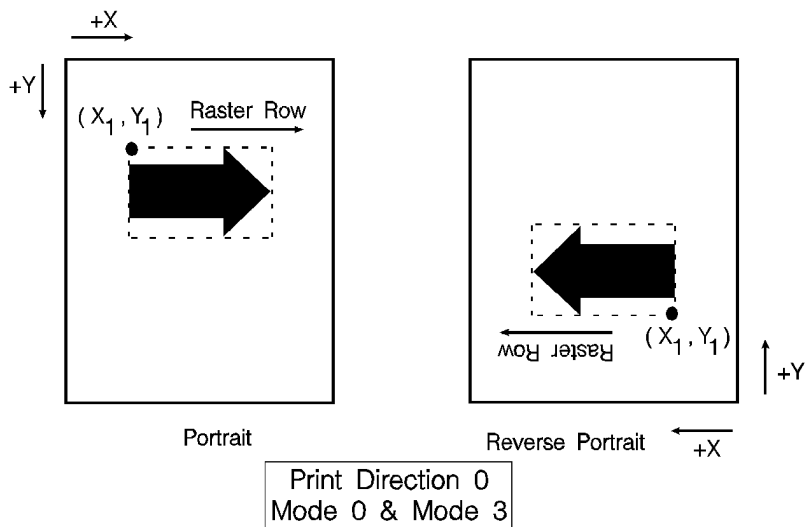 +X
+Y
(X1,Y1)
Raster Row
Portrait
Raster Row
(X1,Y1)
+Y
+X
Reverse Portrait
Print Direction 0
Mode 0 & Mode 3